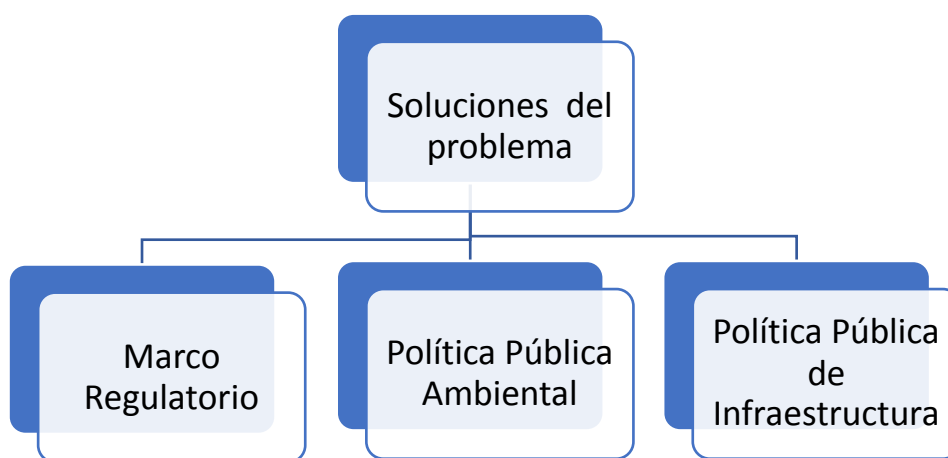 Soluciones del
problema
Marco
Regulatorio
Política Pública
Ambiental
Política Pública
de
Infraestructura